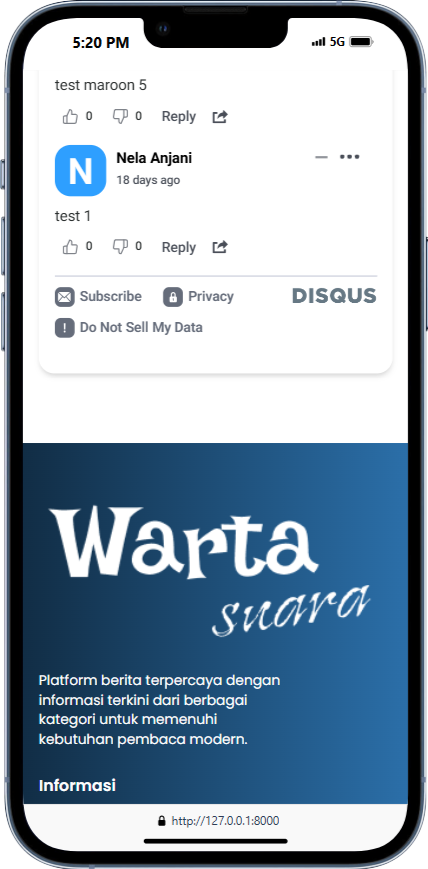 5:20 PM 5G
test maroon 5
0 0 Reply
N Nela Anjani
18 days ago
test 1
0 0 Reply
Subscribe Privacy DISQUS
! Do Not Sell My Data
Warta
suara
Platform berita terpercaya dengan
informasi terkini dari berbagai
kategori untuk memenuhi
kebutuhan pembaca modern.
Informasi
http://127.0.0.1:8000